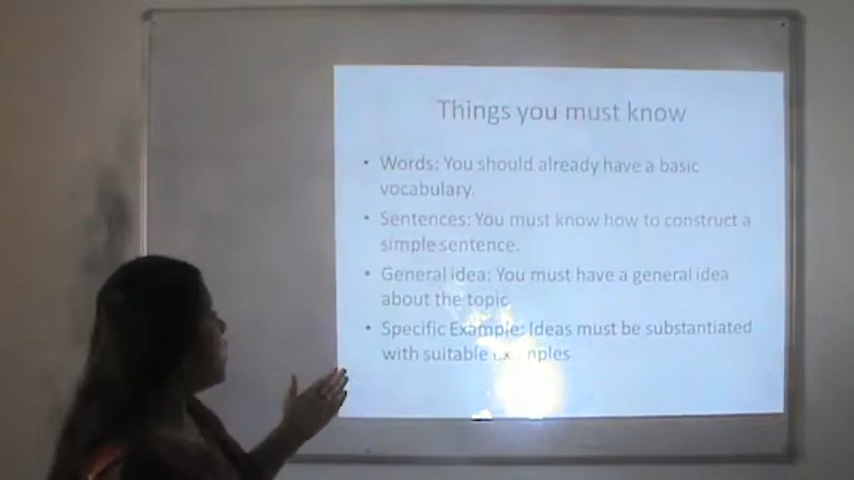 Things you must know
• Words: You should already have a basic
vocabulary.
• Sentences: You must know how to construct a
simple sentence.
• General Idea: You must have a general idea
about the topic
• Specific Example: Ideas must be substantiated
with suitable